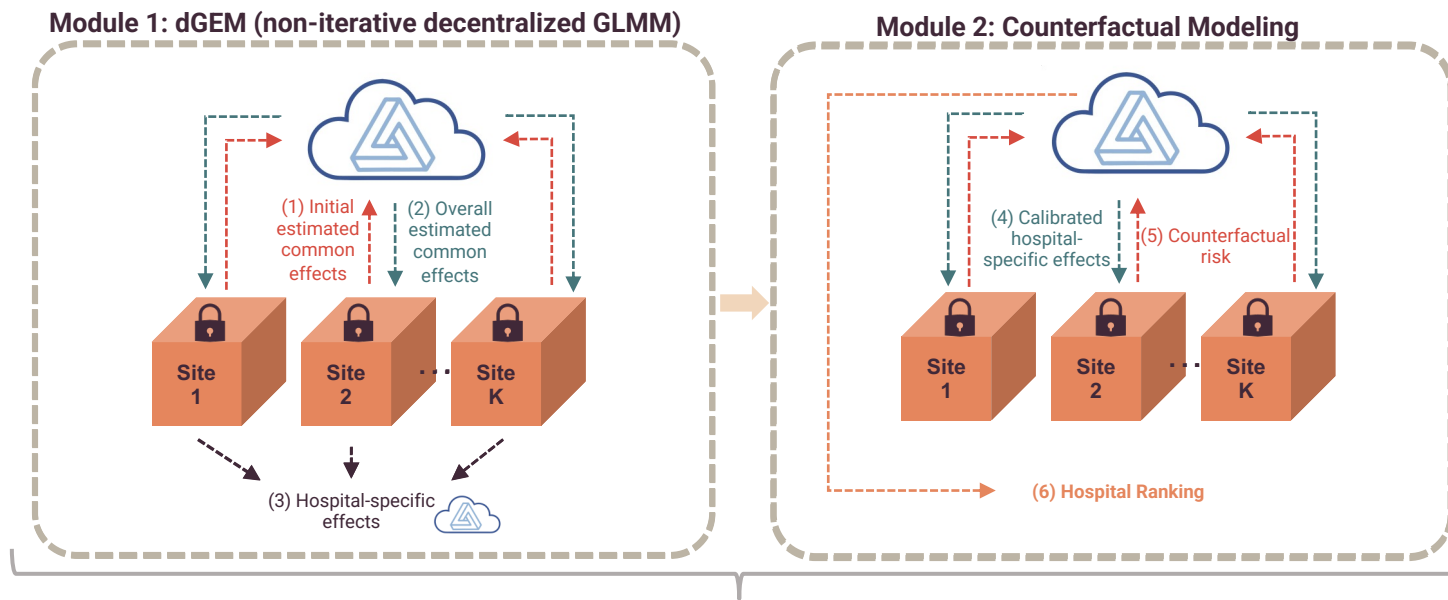 Module 1: dGEM (non-iterative decentralized GLMM)
(1) Initial
estimated
common
effects
(2) Overall
estimated
common
effects
Site
1
Site
2
...
Site
K
(3) Hospital-specific
effects
Module 2: Counterfactual Modeling
(4) Calibrated
hospital-
specific effects
(5) Counterfactual
risk
Site
1
Site
2
...
Site
K
(6) Hospital Ranking